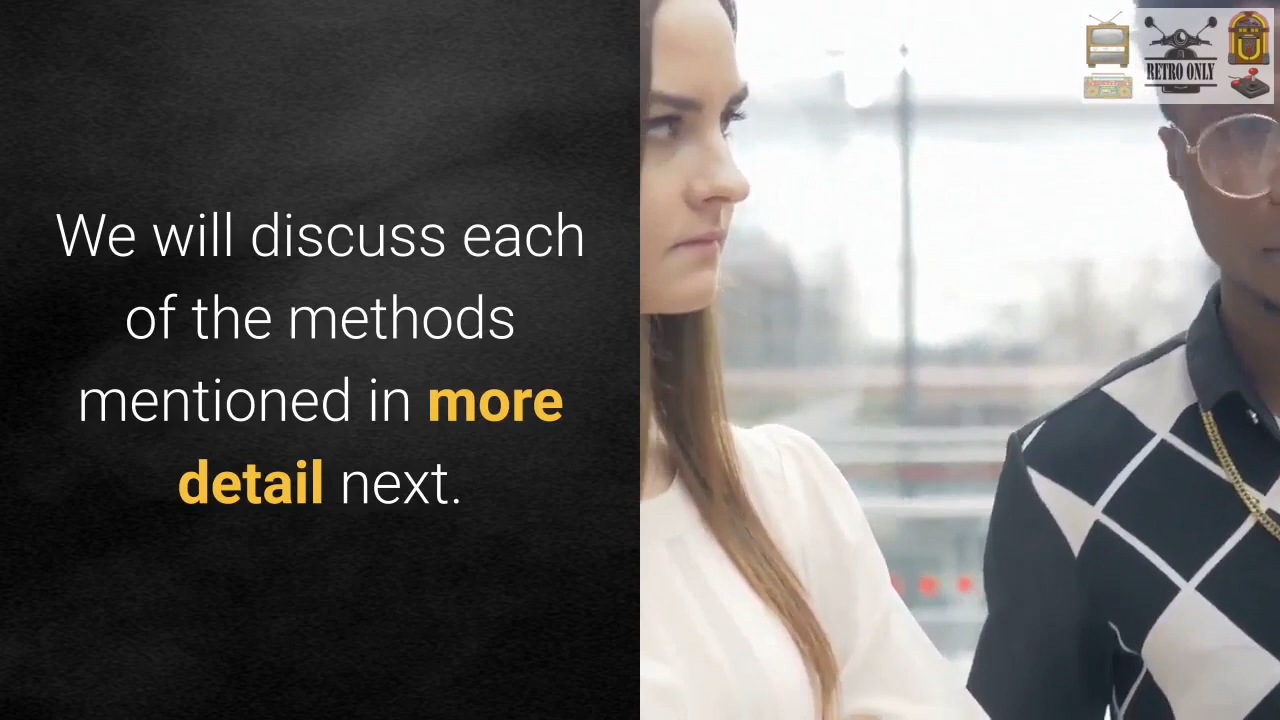 We will discuss each
of the methods
mentioned in more
detail next.
RETRO ONLY